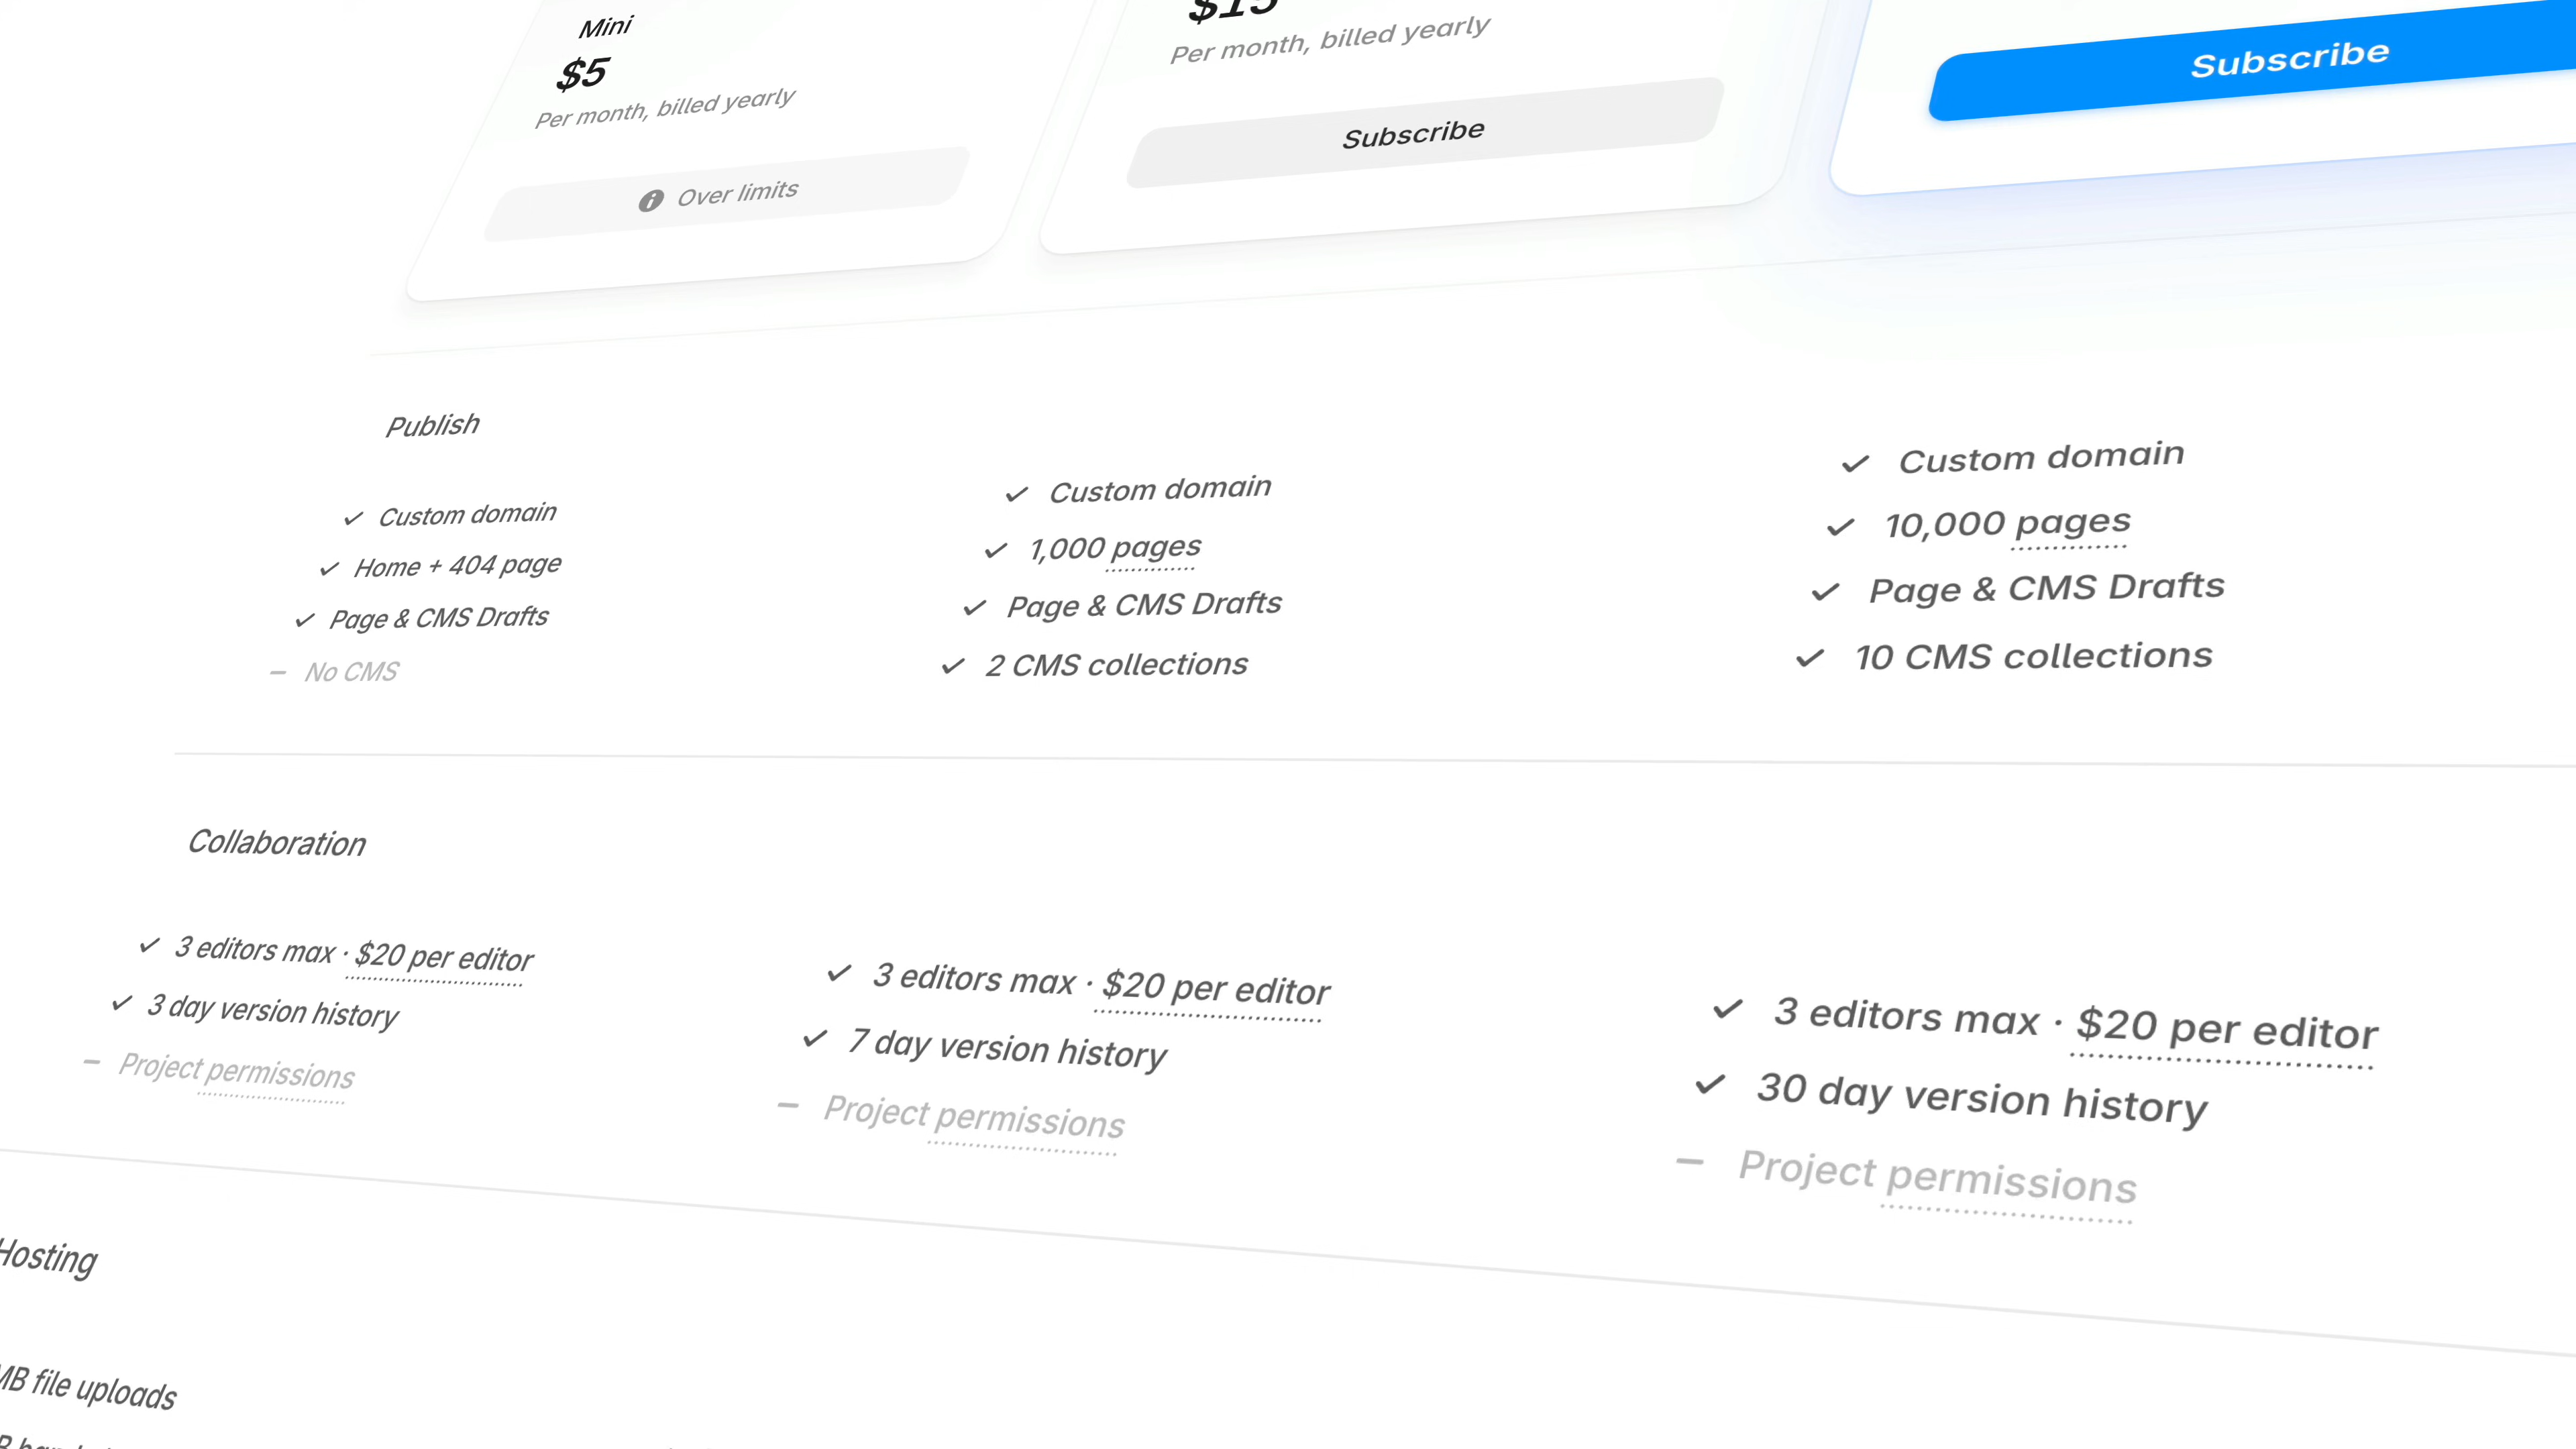 Mini
$5
Per month, billed yearly
Over limits
$15
Per month, billed yearly
Subscribe
Subscribe
Publish
Custom domain
Home + 404 page
Page & CMS Drafts
No CMS
Custom domain
1,000 pages
Page & CMS Drafts
2 CMS collections
Custom domain
10,000 pages
Page & CMS Drafts
10 CMS collections
Collaboration
3 editors max · $20 per editor
3 day version history
Project permissions
3 editors max · $20 per editor
7 day version history
Project permissions
3 editors max · $20 per editor
30 day version history
Project permissions
Hosting
MB file uploads